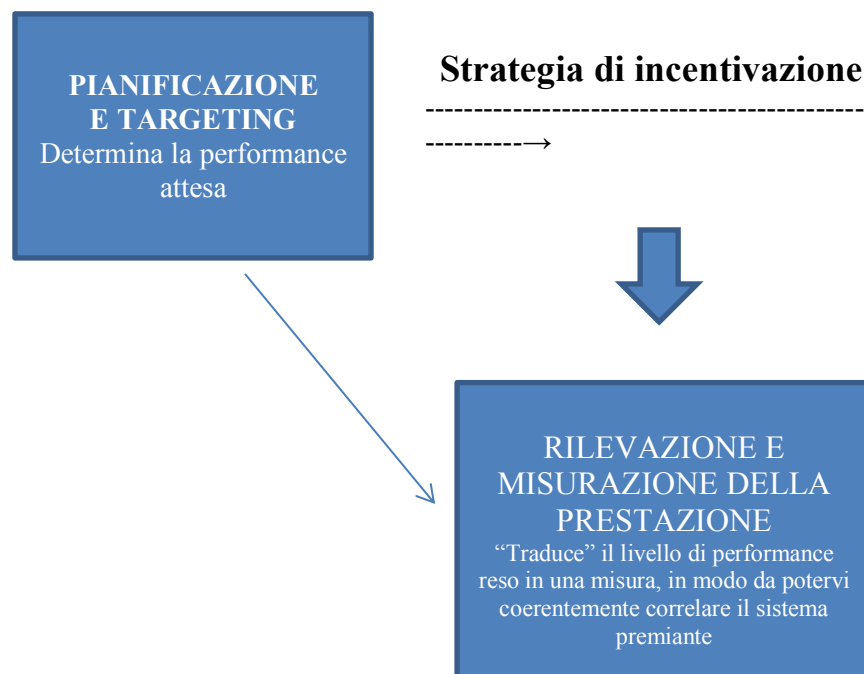 PIANIFICAZIONE
E TARGETING
Determina la performance
attesa
Strategia di incentivazione
---------------------------------------------
----------→
RILEVAZIONE E
MISURAZIONE DELLA
PRESTAZIONE
“Traduce” il livello di performance
reso in una misura, in modo da potervi
coerentemente correlare il sistema
premiante